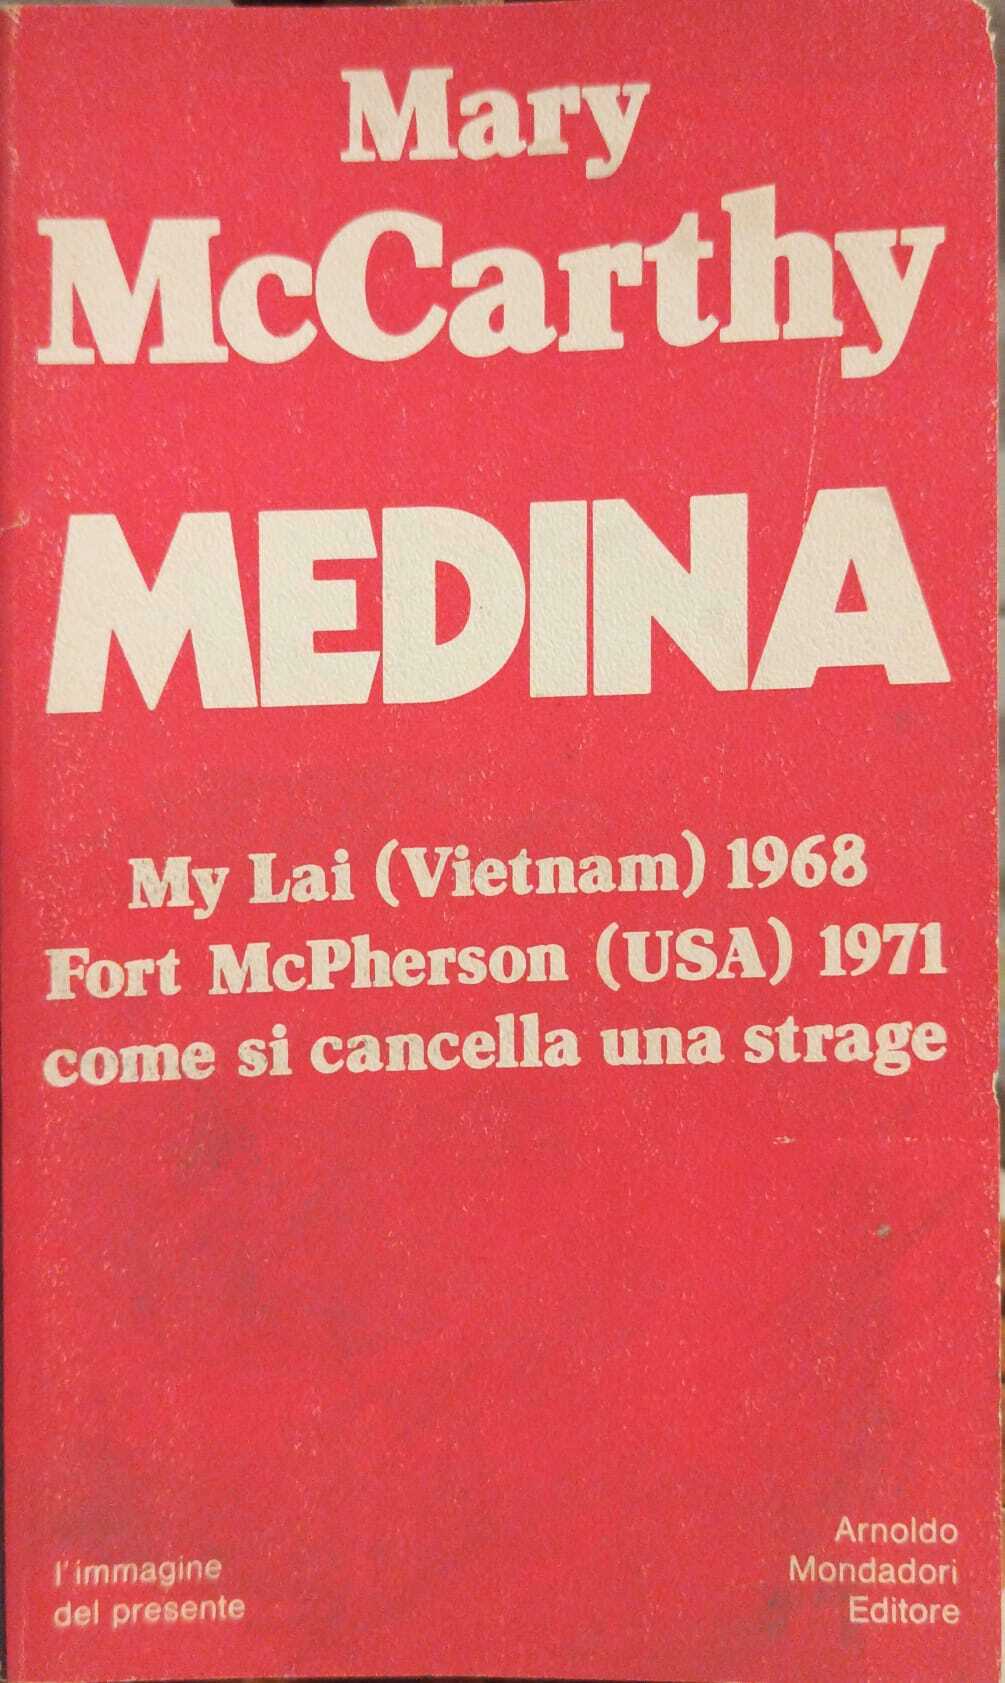 Mary
McCarthy
MEDINA
My Lai (Vietnam) 1968
Fort McPherson (USA) 1971
come si cancella una strage
l'immagine
del presente
Arnoldo
Mondadori
Editore